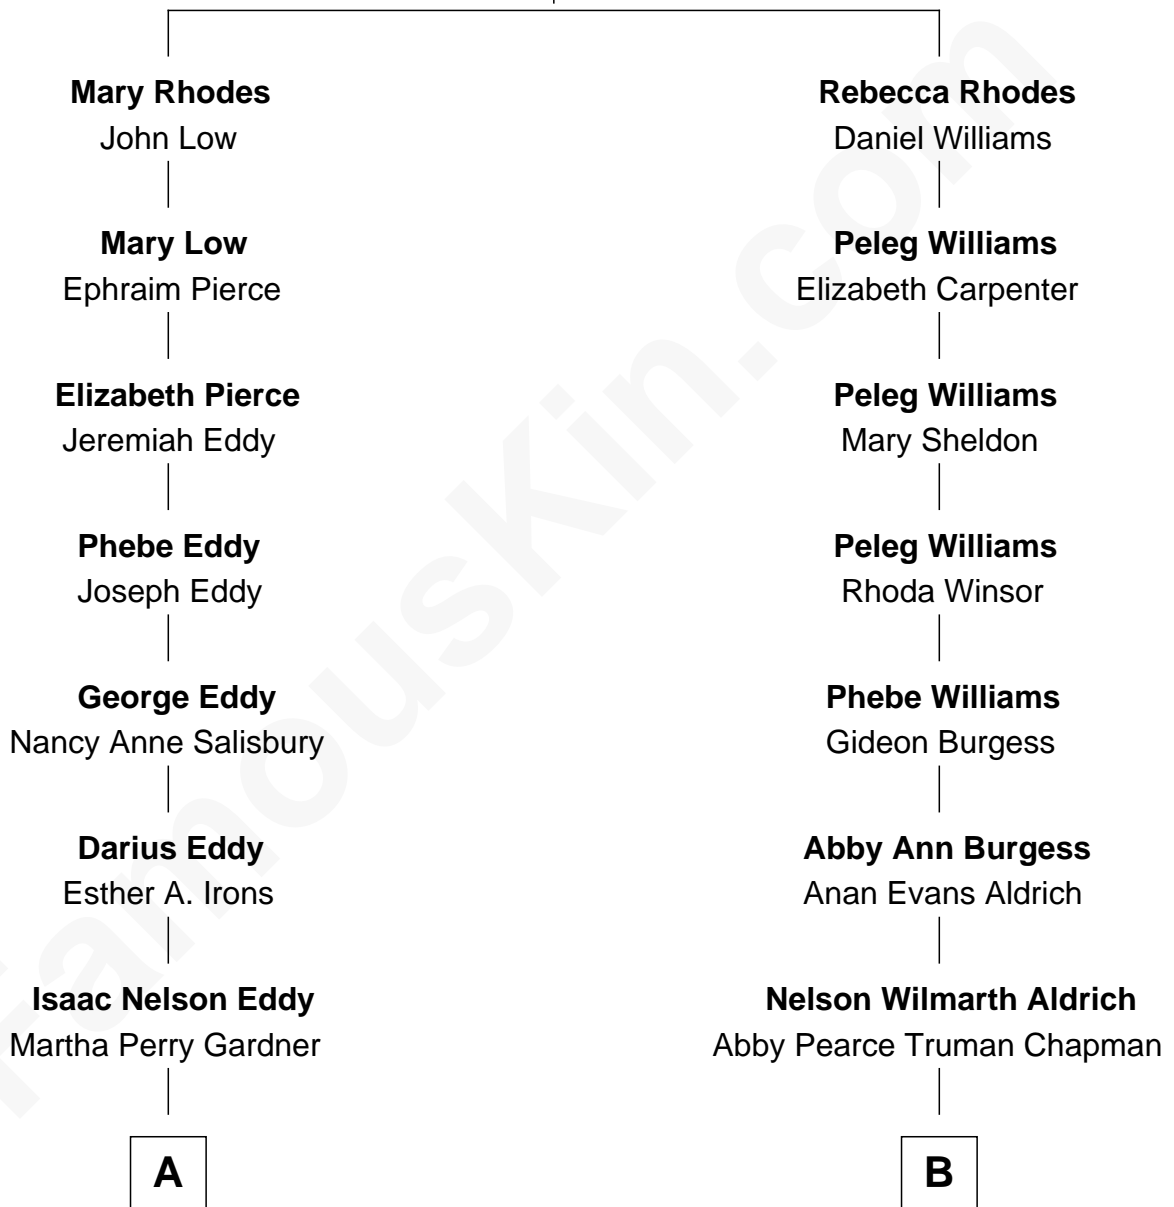 Mary Rhodes
John Low
Mary Low
Ephraim Pierce
Elizabeth Pierce
Jeremiah Eddy
Phebe Eddy
Joseph Eddy
George Eddy
Nancy Anne Salisbury
Darius Eddy
Esther A. Irons
Isaac Nelson Eddy
Martha Perry Gardner
A
Rebecca Rhodes
Daniel Williams
Peleg Williams
Elizabeth Carpenter
Peleg Williams
Mary Sheldon
Peleg Williams
Rhoda Winsor
Phebe Williams
Gideon Burgess
Abby Ann Burgess
Anan Evans Aldrich
Nelson Wilmarth Aldrich
Abby Pearce Truman Chapman
B
FamousKin.com